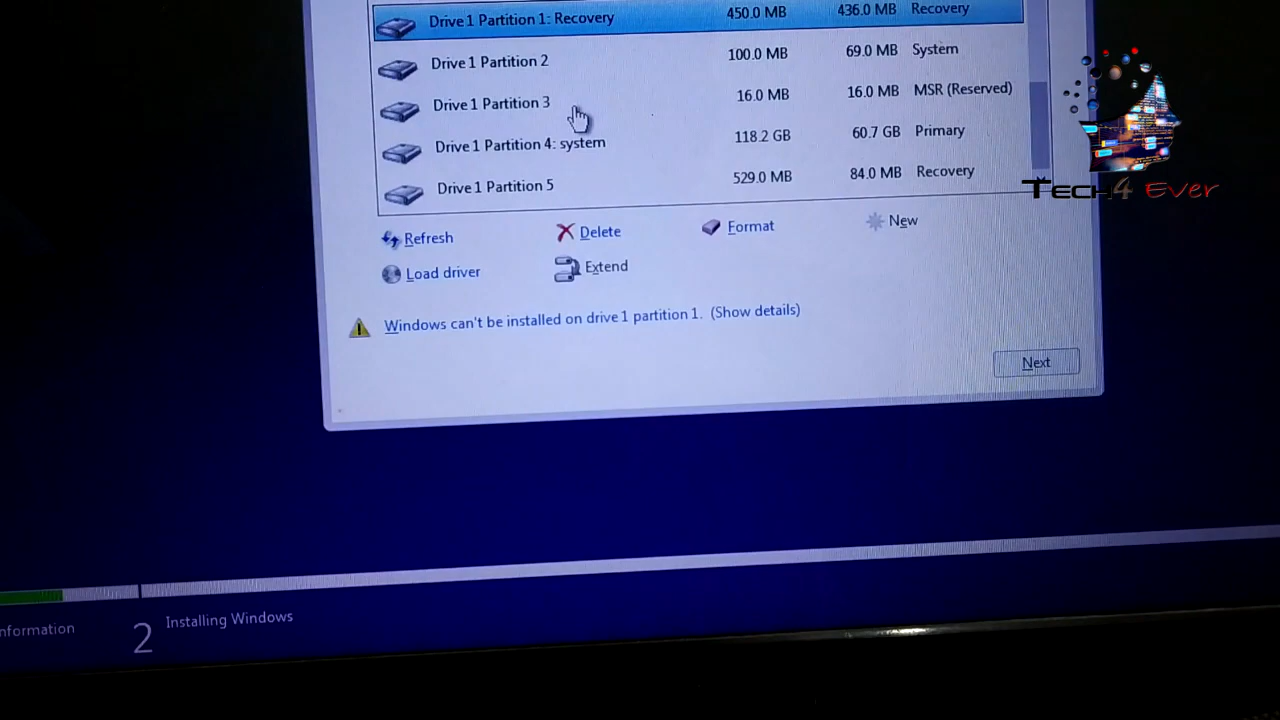 Drive 1 Partition 1: Recovery 450.0 MB 436.0 MB Recovery
Drive 1 Partition 2 100.0 MB 69.0 MB System
Drive 1 Partition 3 16.0 MB 16.0 MB MSR (Reserved)
Drive 1 Partition 4: system 118.2 GB 60.7 GB Primary
Drive 1 Partition 5 529.0 MB 84.0 MB Recovery
Tech4 Ever
Refresh Delete Format New
Load driver Extend
Windows can't be installed on drive 1 partition 1. (Show details)
Next
nformation 2 Installing Windows